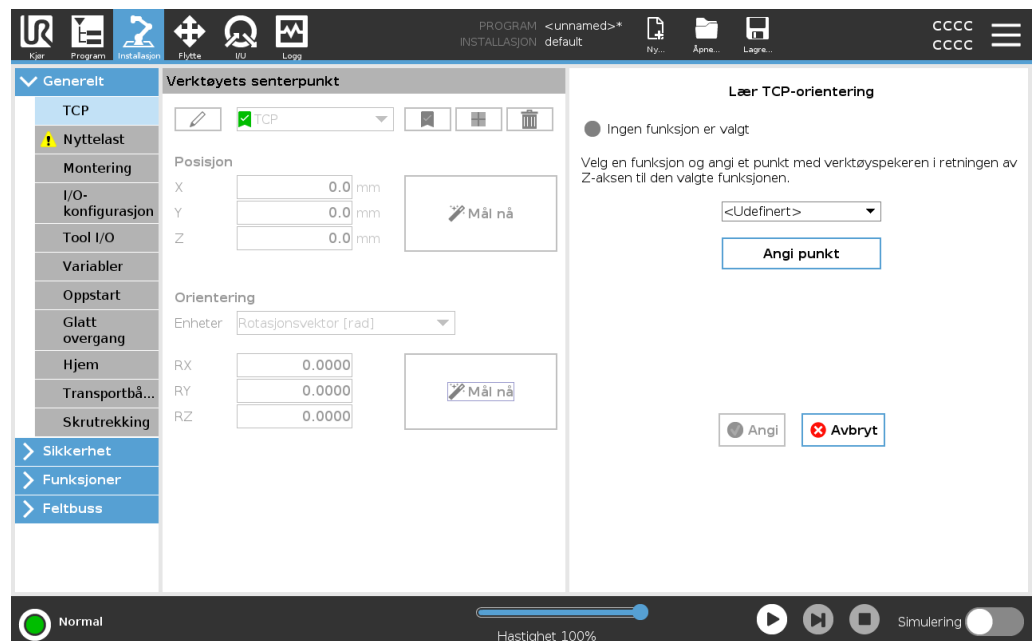 UR
PROGRAM <unnamed>*
INSTALLASJON default
CCCC
CCCC
Kjør
Program
Installasjon
Flytte
I/U
Logg
Ny...
Åpne...
Lagre...
Generelt
TCP
Nyttelast
Montering
I/O-
konfigurasjon
Tool I/O
Variabler
Oppstart
Glatt
overgang
Hjem
Transportbå...
Skrutrekking
Sikkerhet
Funksjoner
Feltbuss
Verktøyets senterpunkt
TCP
Posisjon
X 0.0 mm
Y 0.0 mm
Z 0.0 mm
Mål nå
Orientering
Enheter Rotasjonsvektor [rad]
RX 0.0000
RY 0.0000
RZ 0.0000
Mål nå
Lær TCP-orientering
Ingen funksjon er valgt
Velg en funksjon og angi et punkt med verktøyspekeren i retningen av
Z-aksen til den valgte funksjonen.
<Udefinert>
Angi punkt
Angi
Avbryt
Normal
Hastighet 100%
Simulering